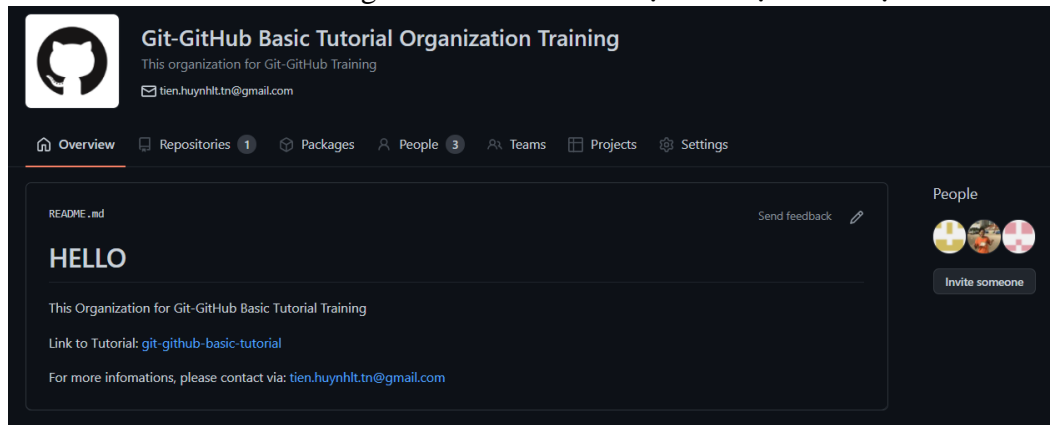 Git-GitHub Basic Tutorial Organization Training
This organization for Git-GitHub Training
tien.huynhlt.tn@gmail.com
Overview Repositories 1 Packages People 3 Teams Projects Settings
README.md Send feedback
HELLO
This Organization for Git-GitHub Basic Tutorial Training
Link to Tutorial: git-github-basic-tutorial
For more infomations, please contact via: tien.huynhlt.tn@gmail.com
People
Invite someone